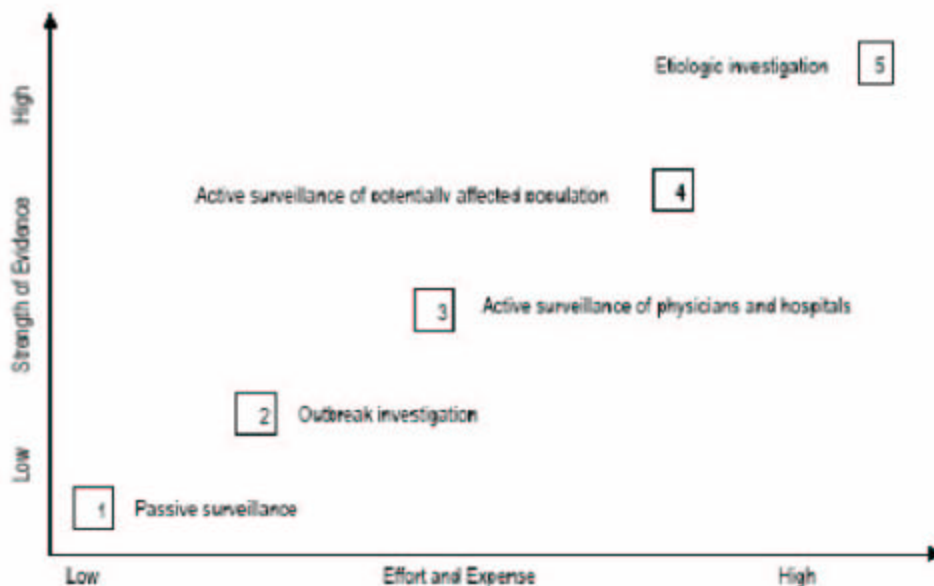 Etiologic investigation 5
High
Active surveillance of potentially affected population 4
Strength of Evidence
3 Active surveillance of physicians and hospitals
2 Outbreak investigation
Low
1 Passive surveillance
Low Effort and Expense High